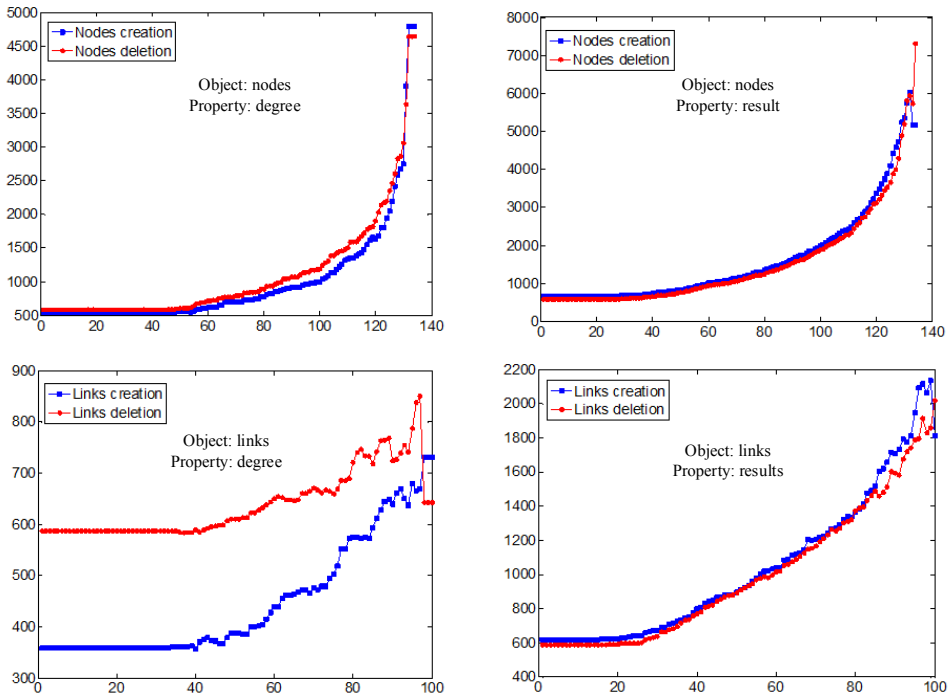 5000
4500
4000
3500
3000
2500
2000
1500
1000
500
0 20 40 60 80 100 120 140
Nodes creation
Nodes deletion
Object: nodes
Property: degree
8000
7000
6000
5000
4000
3000
2000
1000
0
0 20 40 60 80 100 120 140
Nodes creation
Nodes deletion
Object: nodes
Property: result
900
800
700
600
500
400
300
0 20 40 60 80 100
Links creation
Links deletion
Object: links
Property: degree
2200
2000
1800
1600
1400
1200
1000
800
600
400
0 20 40 60 80 100
Links creation
Links deletion
Object: links
Property: results